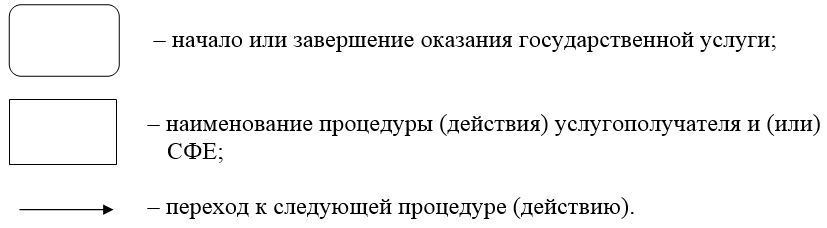 – начало или завершение оказания государственной услуги;
– наименование процедуры (действия) услугополучателя и (или)
СФЕ;
– переход к следующей процедуре (действию).